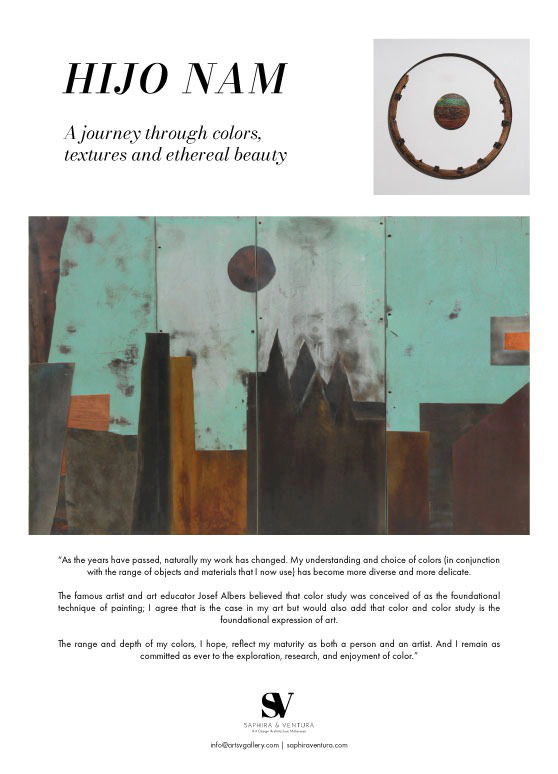 HIJO NAM
A journey through colors,
textures and ethereal beauty
“As the years have passed, naturally my work has changed. My understanding and choice of colors (in conjunction
with the range of objects and materials that I now use) has become more diverse and more delicate.
The famous artist and art educator Josef Albers believed that color study was conceived of as the foundational
technique of painting; I agree that is the case in my art but would also add that color and color study is the
foundational expression of art.
The range and depth of my colors, I hope, reflect my maturity as both a person and an artist. And I remain as
committed as ever to the exploration, research, and enjoyment of color.”
SV
SAPHIRA & VENTURA
Art Design Architecture Millennium
info@artsvgallery.com | saphiraventura.com